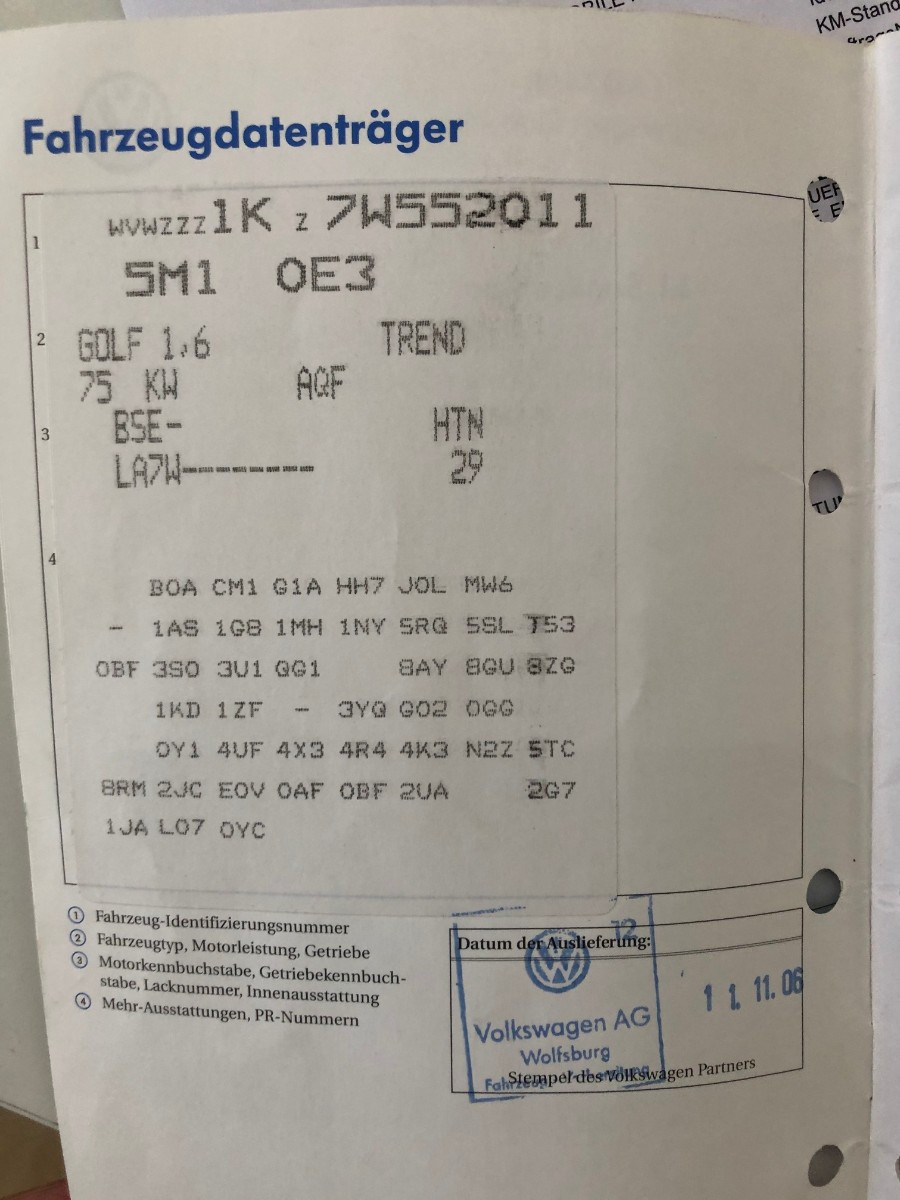 KM-Stand
Fahrzeugdatenträger
1
WVWZZZ1K Z 7W552011
5M1 0E3
2
GOLF 1,6 TREND
75 KW AQF
3
BSE- HTN
LA7W--------- 29
4
B0A CM1 G1A HH7 J0L MW6
- 1AS 1G8 1MH 1NY 5RQ 5SL T53
0BF 3S0 3U1 QG1 8AY 8GU 8ZG
1KD 1ZF - 3YQ G02 0GG
0Y1 4UF 4X3 4R4 4K3 N2Z 5TC
8RM 2JC E0V 0AF 0BF 2UA 2G7
1JA L07 0YC
① Fahrzeug-Identifizierungsnummer
② Fahrzeugtyp, Motorleistung, Getriebe
③ Motorkennbuchstabe, Getriebekennbuch-
stabe, Lacknummer, Innenausstattung
④ Mehr-Ausstattungen, PR-Nummern
12
Datum der Auslieferung:
11. 11. 06
Volkswagen AG
Wolfsburg
Stempel des Volkswagen Partners